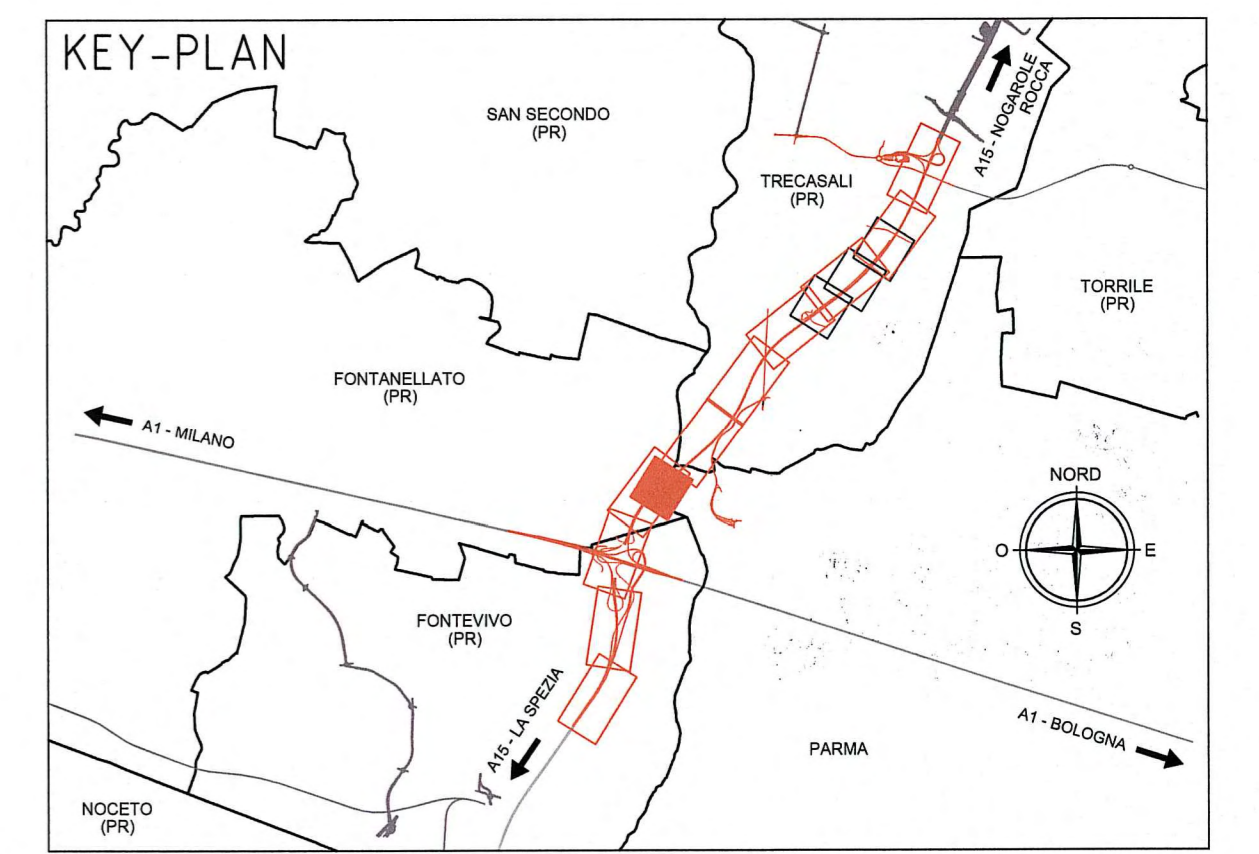 KEY-PLAN
SAN SECONDO
(PR)
A15 - NOGAROLE
ROCCA
TRECASALI
(PR)
TORRILE
(PR)
FONTANELLATO
(PR)
A1 - MILANO
NORD
O
E
S
FONTEVIVO
(PR)
A15 - LA SPEZIA
A1 - BOLOGNA
PARMA
NOCETO
(PR)